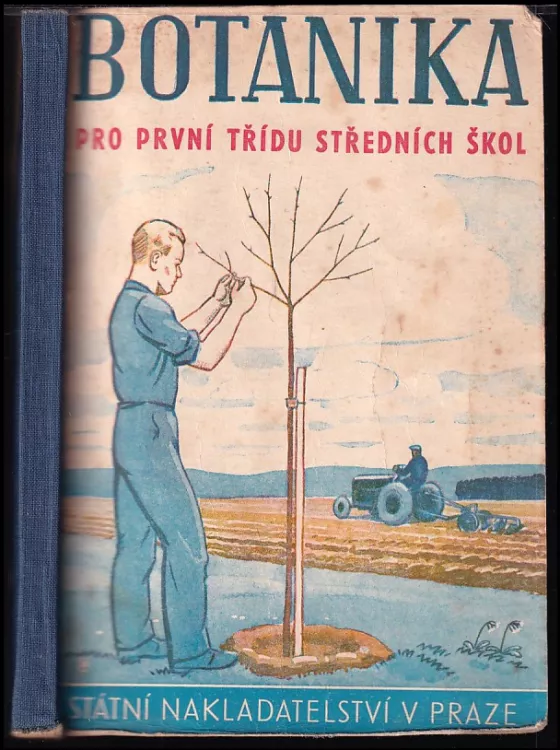 BOTANIKA
PRO PRVNÍ TŘÍDU STŘEDNÍCH ŠKOL
STÁTNÍ NAKLADATELSTVÍ V PRAZE